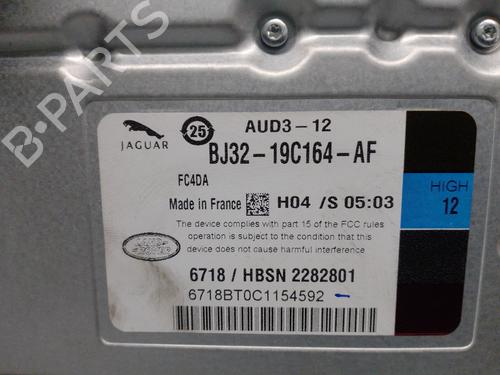 B-PARTS
25
AUD3-12
JAGUAR
BJ32-19C164-AF
FC4DA
Made in France
H04 /S 05:03
HIGH
12
The device complies with part 15 of the FCC rules
operation is subject to the condition that this
device does not cause harmful interference
LAND
ROVER
6718 / HBSN 2282801
6718BT0C1154592